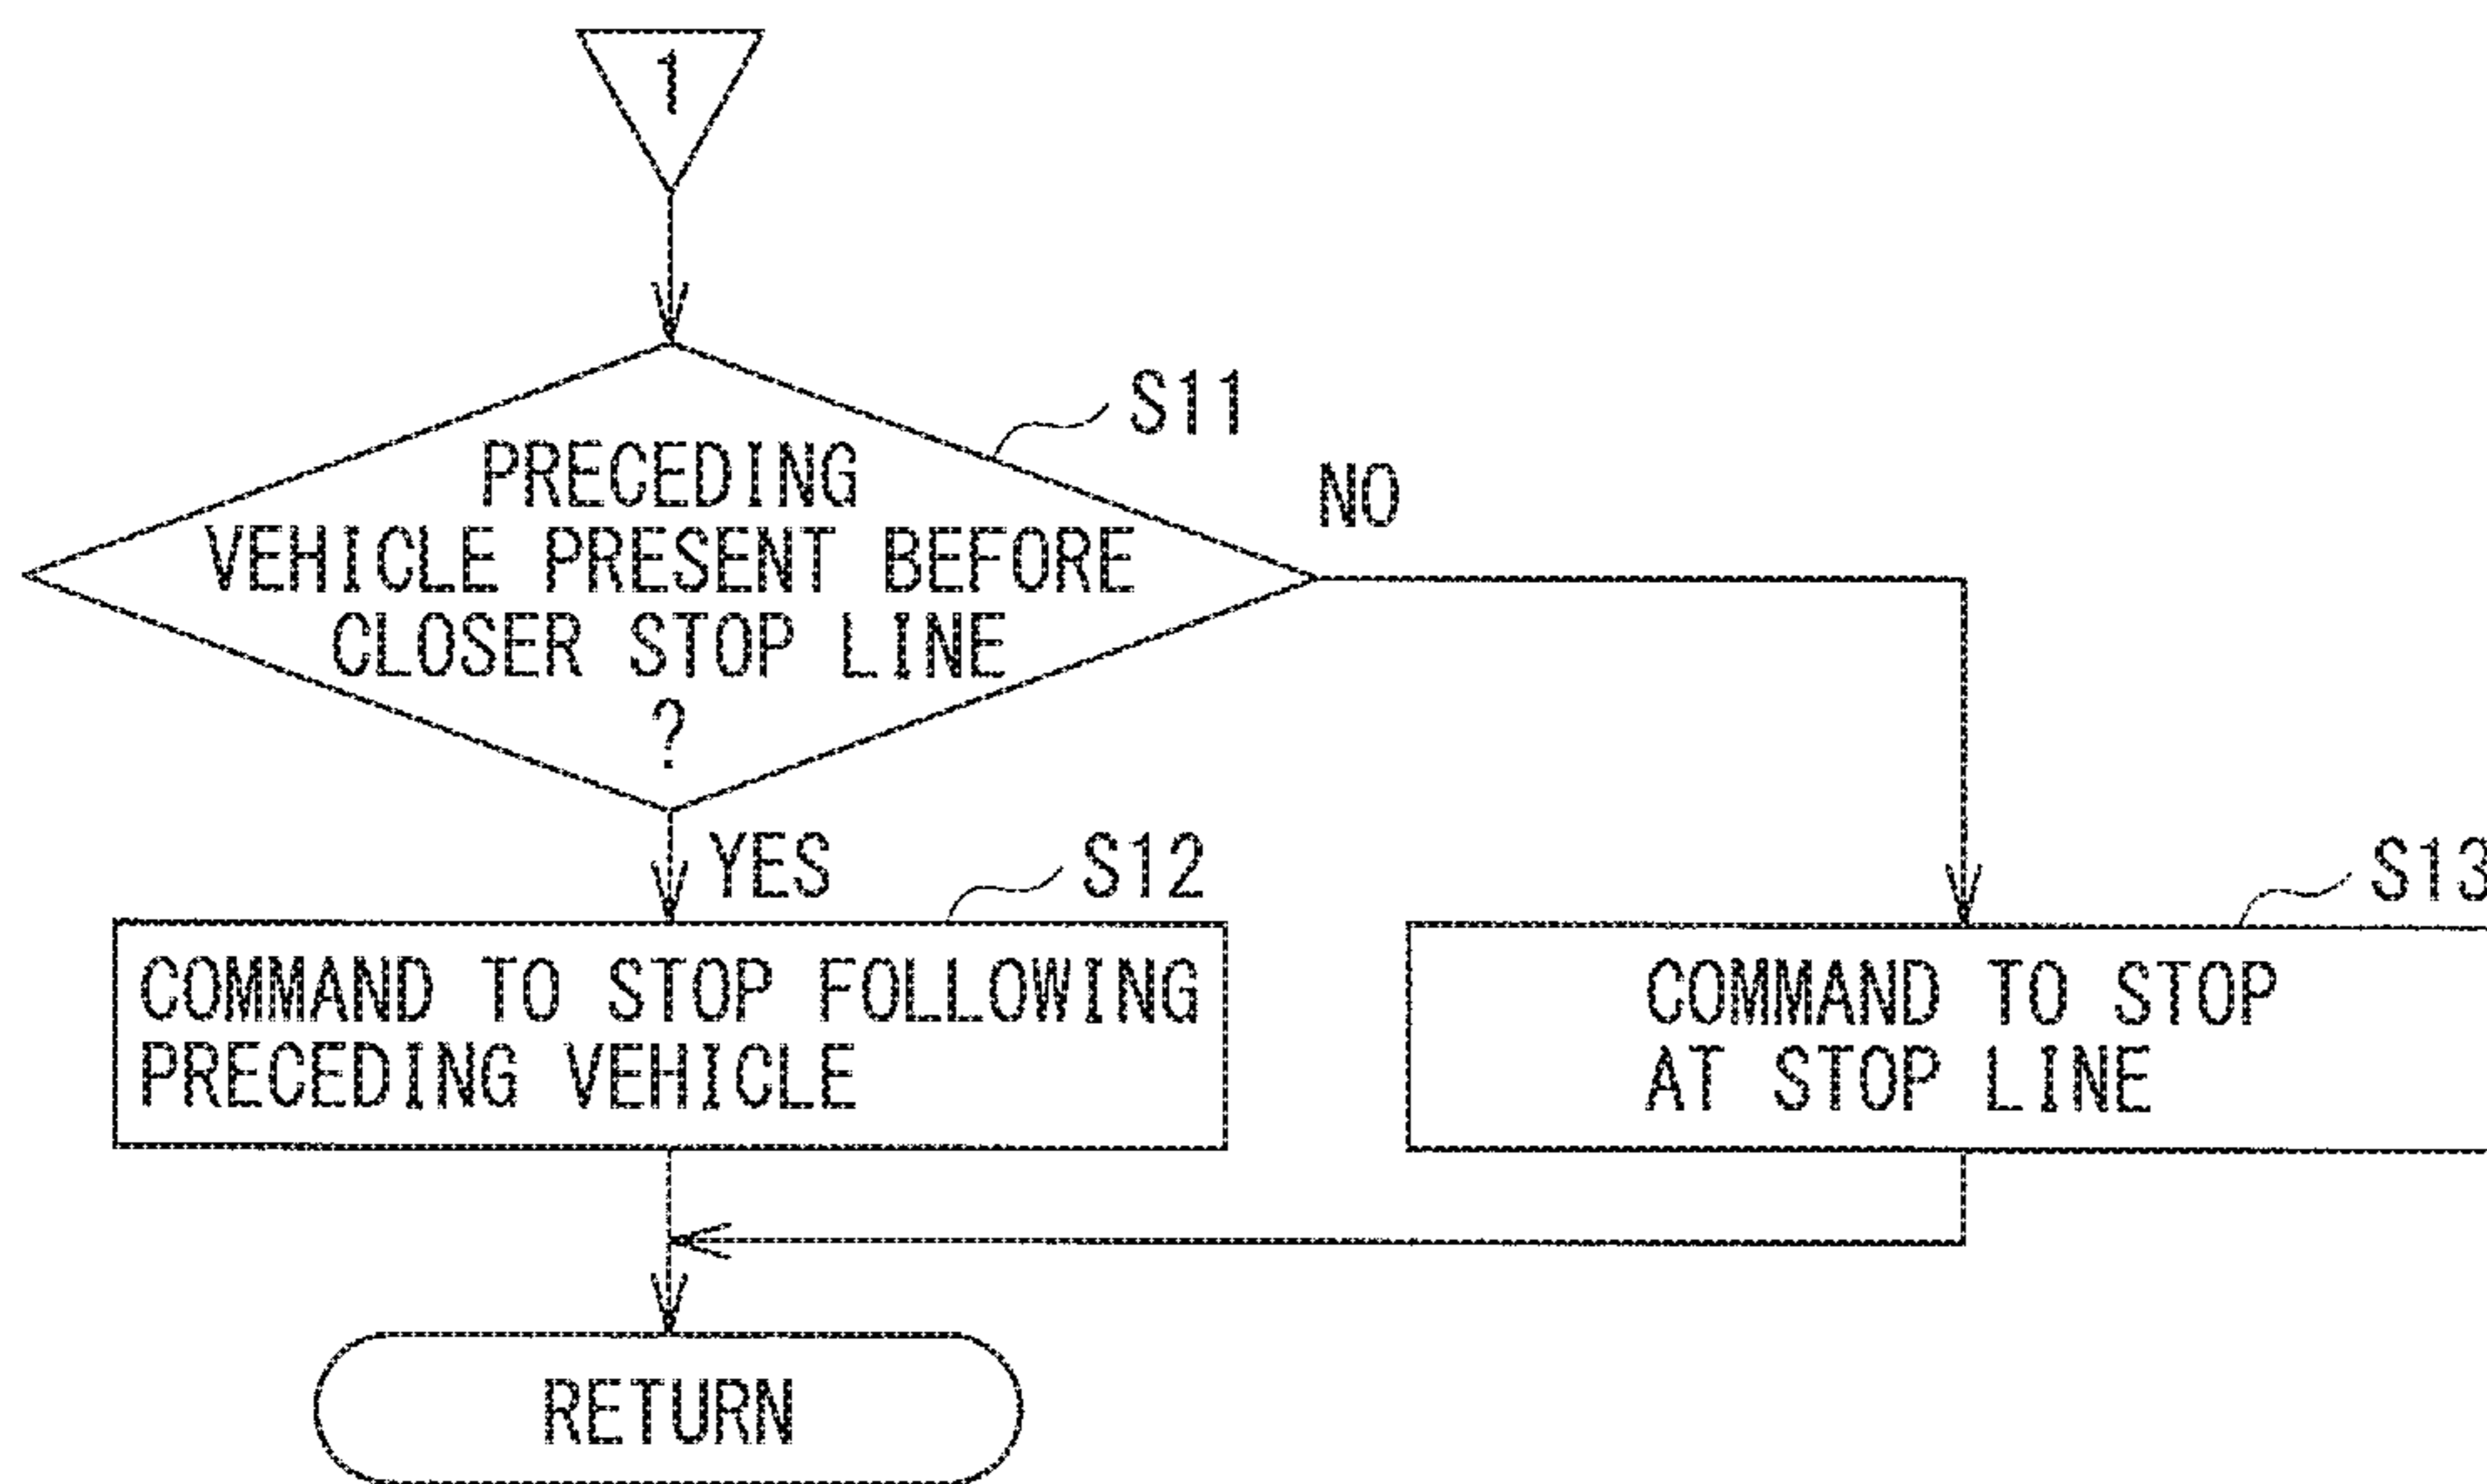 1
S11
PRECEDING
VEHICLE PRESENT BEFORE
CLOSER STOP LINE
?
NO
YES
S12
S13
COMMAND TO STOP FOLLOWING
PRECEDING VEHICLE
COMMAND TO STOP
AT STOP LINE
RETURN